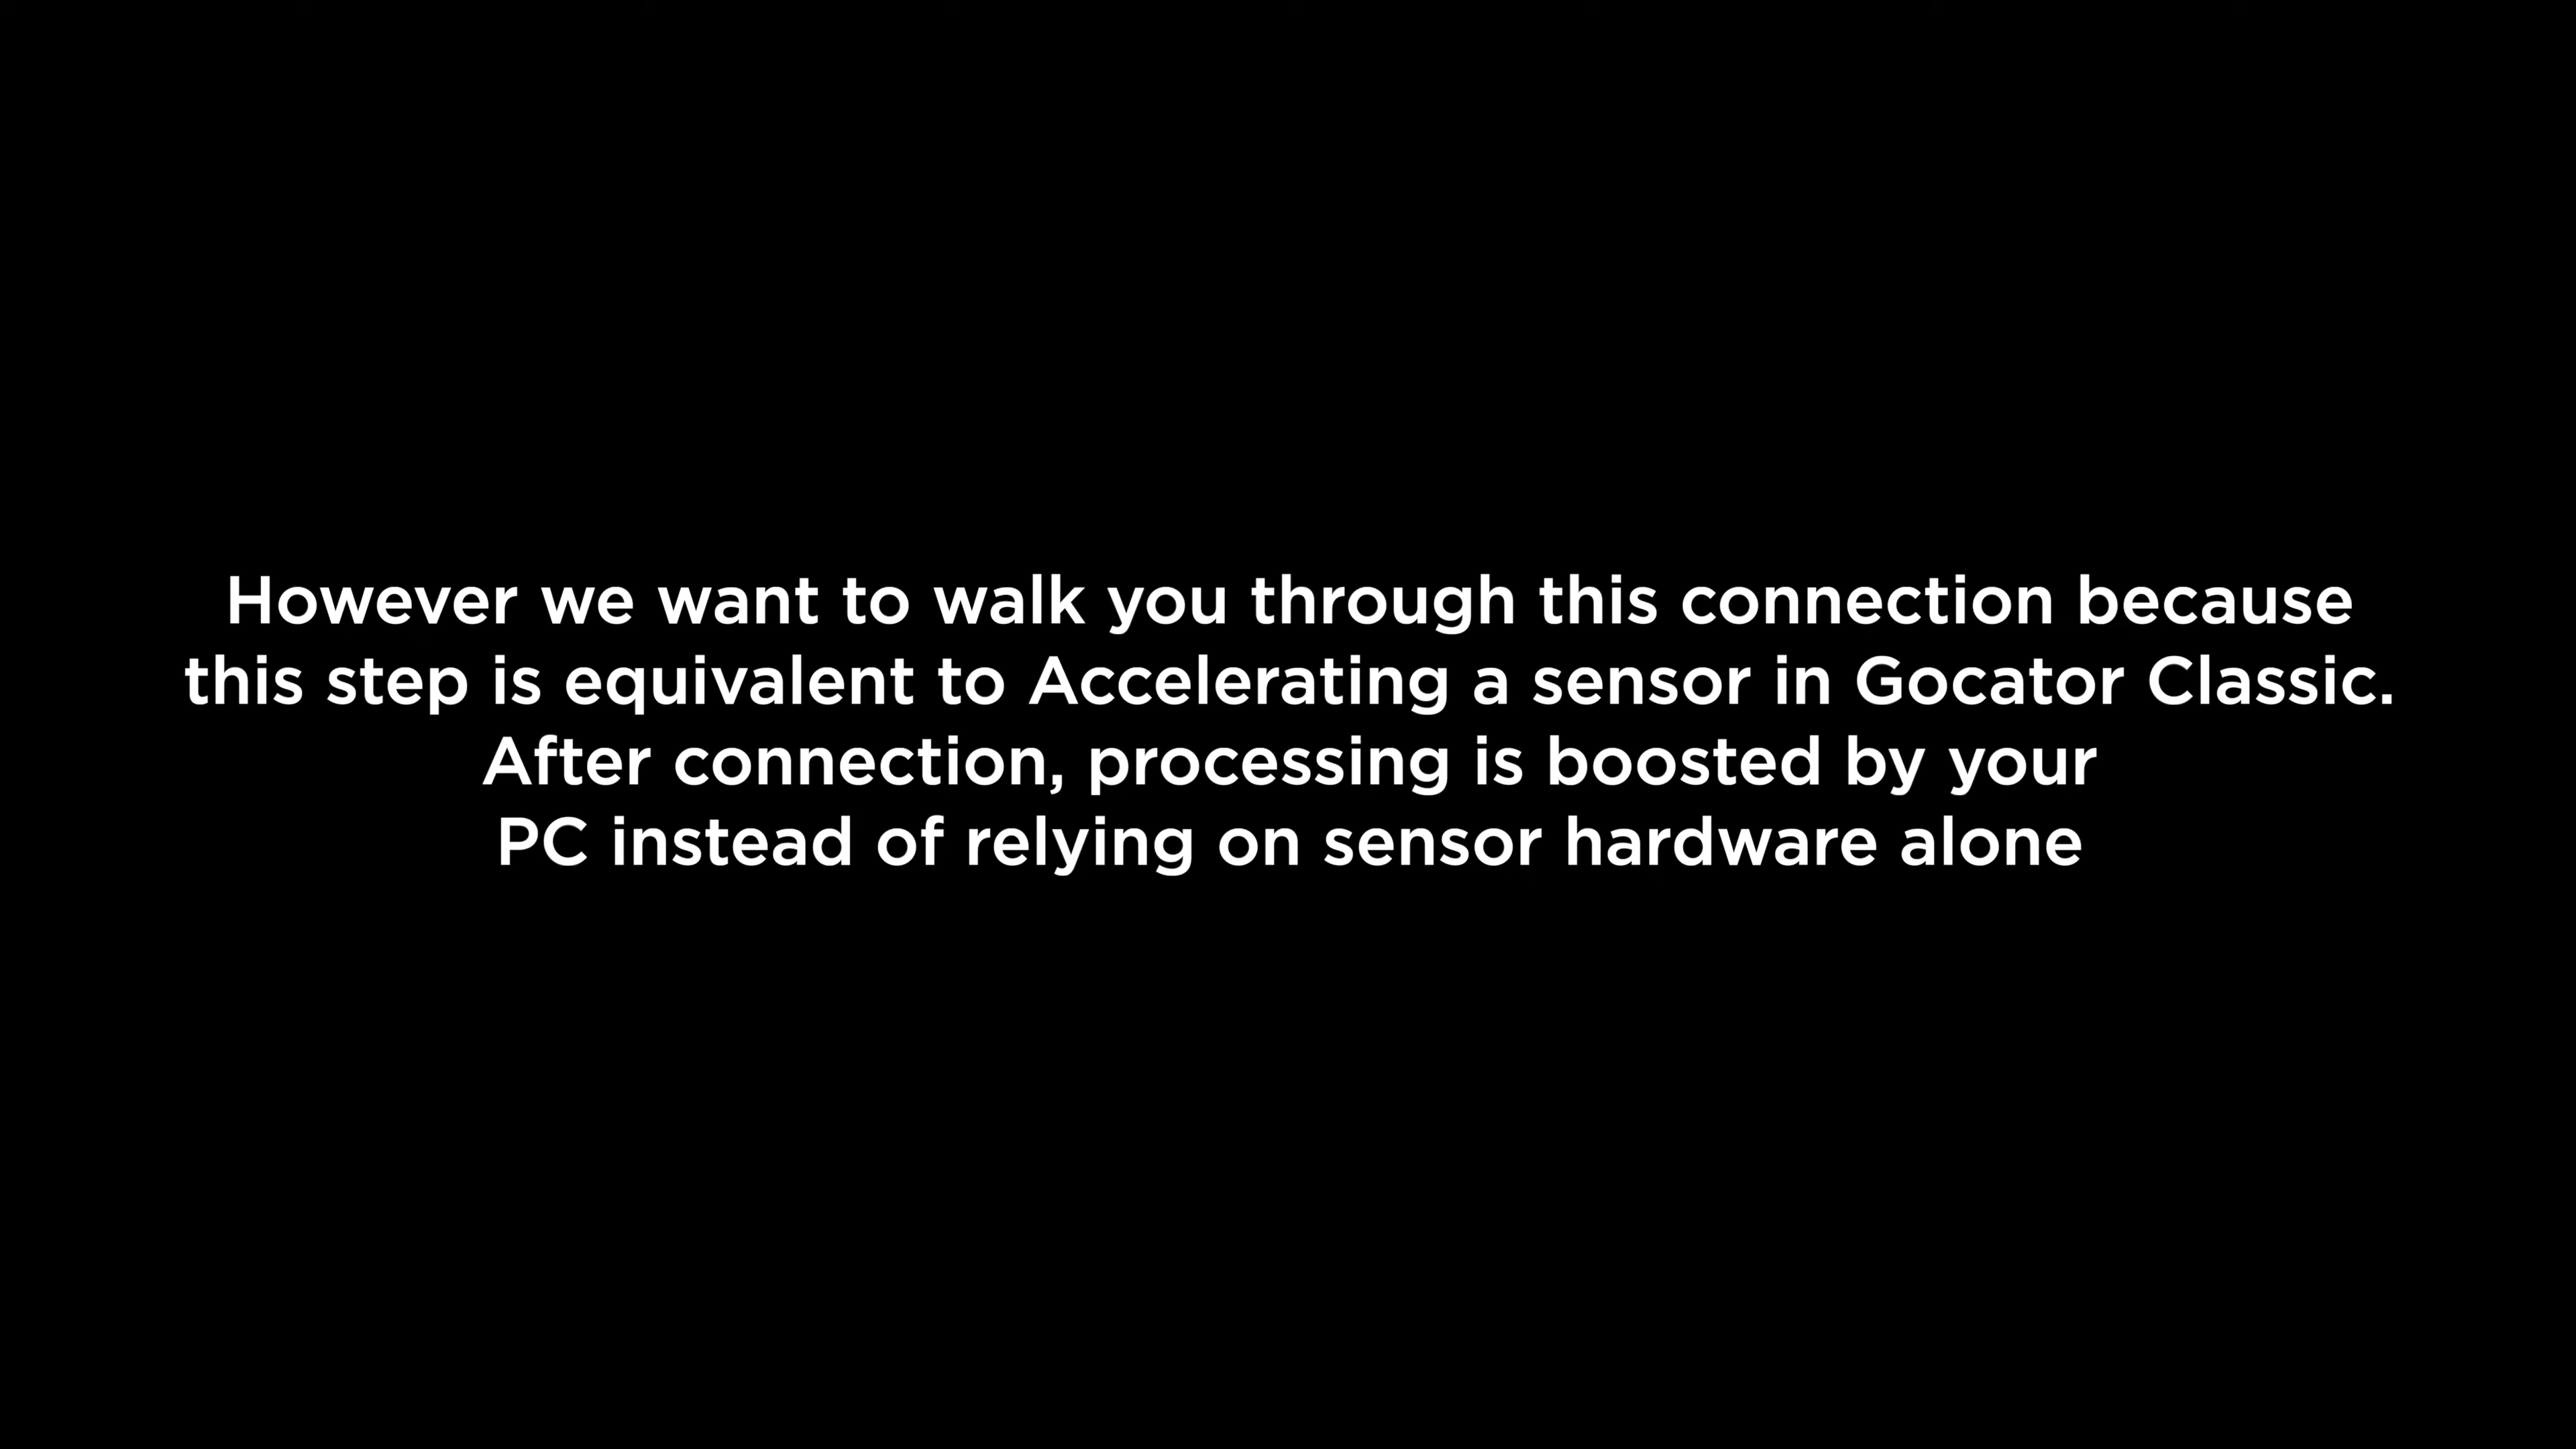 However we want to walk you through this connection because
this step is equivalent to Accelerating a sensor in Gocator Classic.
After connection, processing is boosted by your
PC instead of relying on sensor hardware alone